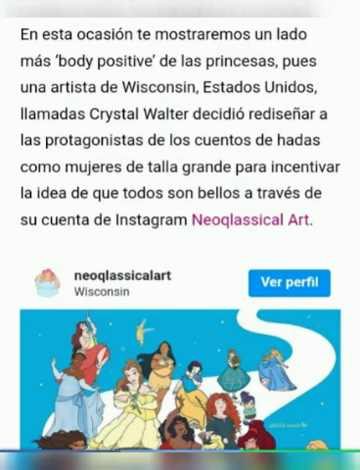 En esta ocasión te mostraremos un lado
más ‘body positive’ de las princesas, pues
una artista de Wisconsin, Estados Unidos,
llamadas Crystal Walter decidió rediseñar a
las protagonistas de los cuentos de hadas
como mujeres de talla grande para incentivar
la idea de que todos son bellos a través de
su cuenta de Instagram Neoqlassical Art.
neoqlassicalart
Wisconsin
Ver perfil